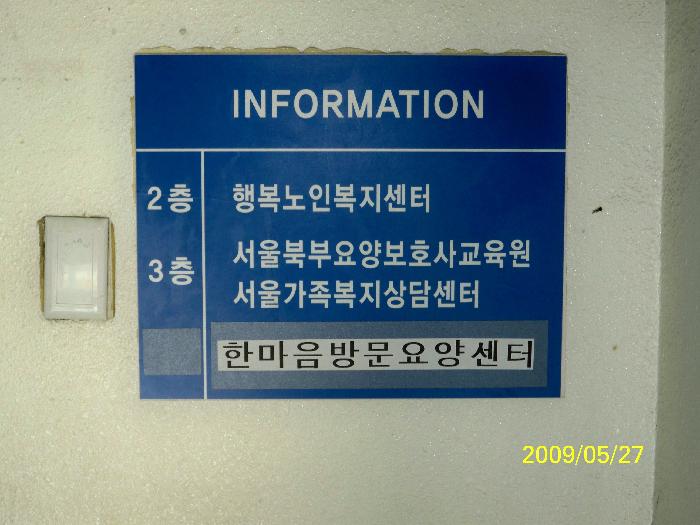 INFORMATION
2층 행복노인복지센터
3층 서울북부요양보호사교육원
서울가족복지상담센터
한마음방문요양센터
2009/05/27